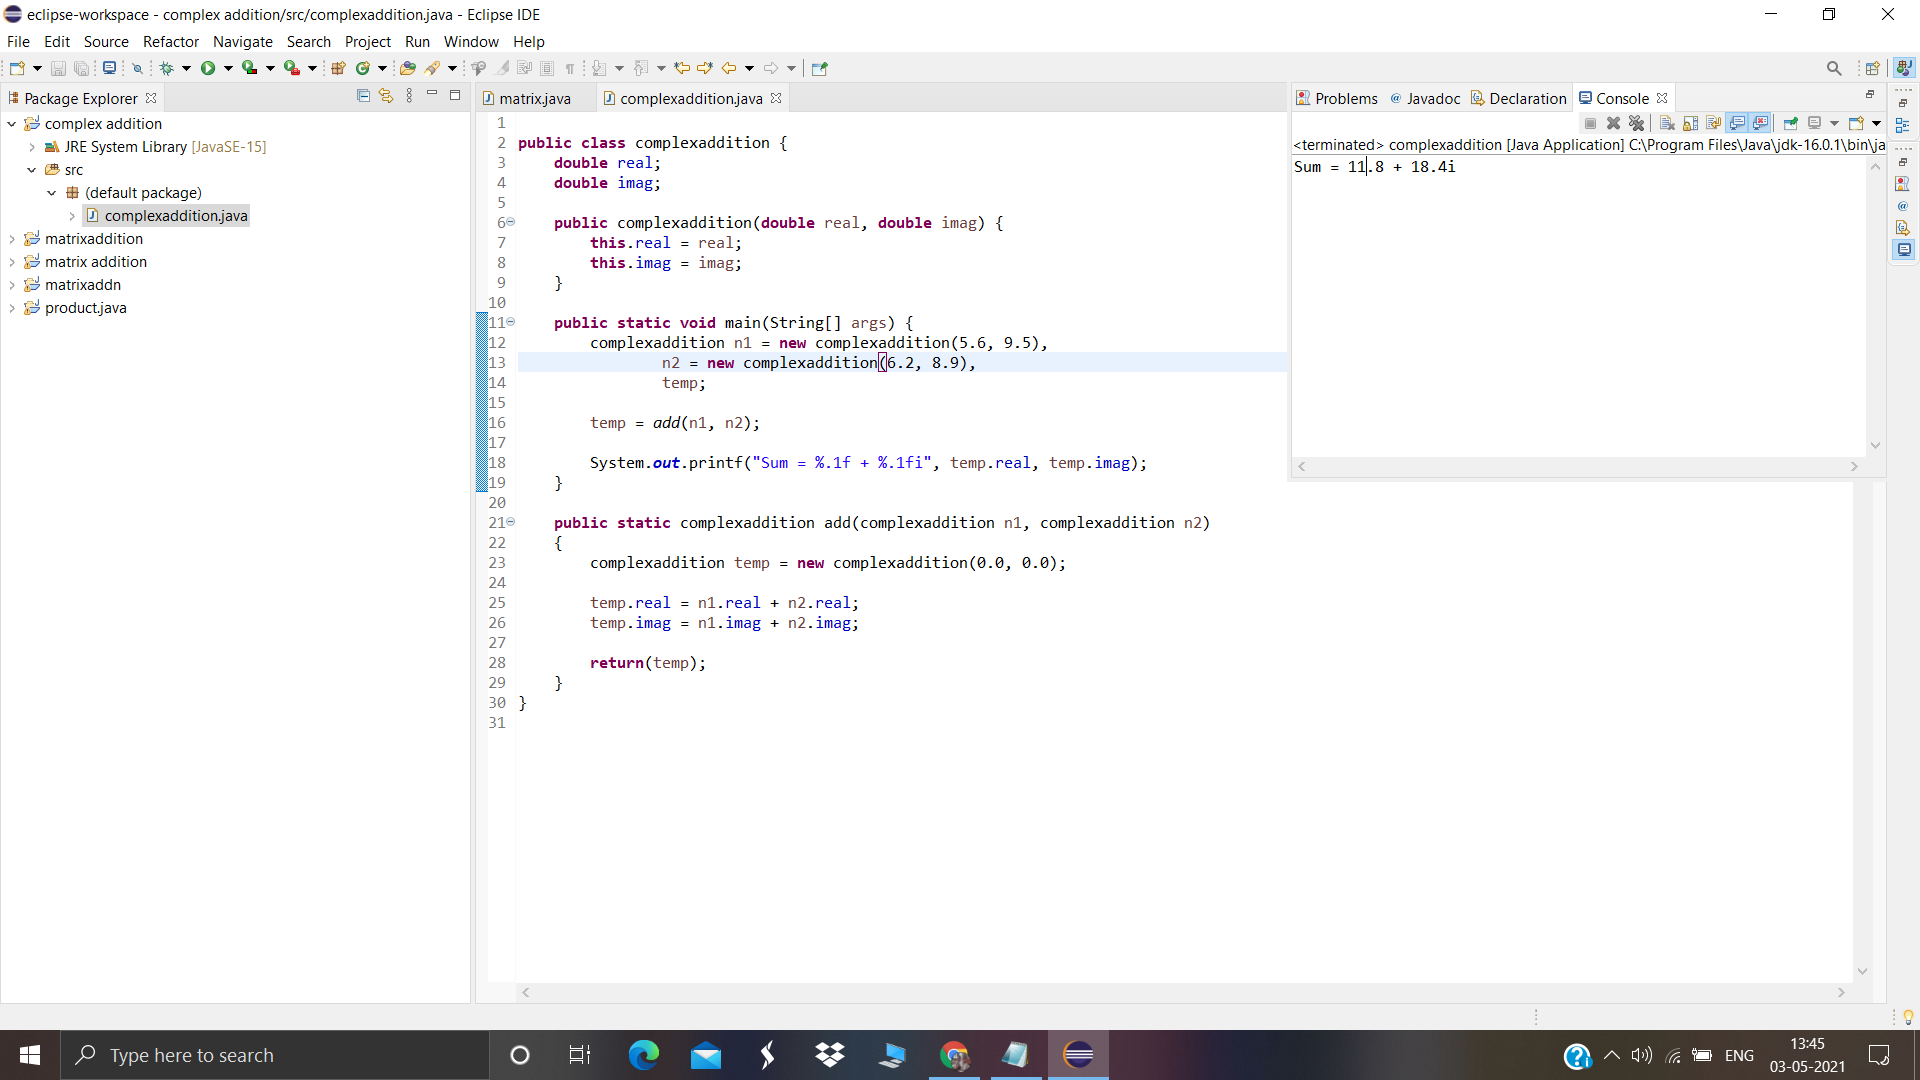 eclipse-workspace - complex addition/src/complexaddition.java - Eclipse IDE
File Edit Source Refactor Navigate Search Project Run Window Help
Package Explorer
complex addition
JRE System Library [JavaSE-15]
src
(default package)
complexaddition.java
matrixaddition
matrix addition
matrixaddn
product.java
matrix.java complexaddition.java
1
2 public class complexaddition {
3 double real;
4 double imag;
5
6 public complexaddition(double real, double imag) {
7 this.real = real;
8 this.imag = imag;
9 }
10
11 public static void main(String[] args) {
12 complexaddition n1 = new complexaddition(5.6, 9.5),
13 n2 = new complexaddition(6.2, 8.9),
14 temp;
15
16 temp = add(n1, n2);
17
18 System.out.printf("Sum = %.1f + %.1fi", temp.real, temp.imag);
19 }
20
21 public static complexaddition add(complexaddition n1, complexaddition n2)
22 {
23 complexaddition temp = new complexaddition(0.0, 0.0);
24
25 temp.real = n1.real + n2.real;
26 temp.imag = n1.imag + n2.imag;
27
28 return(temp);
29 }
30 }
31
Problems Javadoc Declaration Console
<terminated> complexaddition [Java Application] C:\Program Files\Java\jdk-16.0.1\bin\ja
Sum = 11.8 + 18.4i
Type here to search
ENG
13:45
03-05-2021